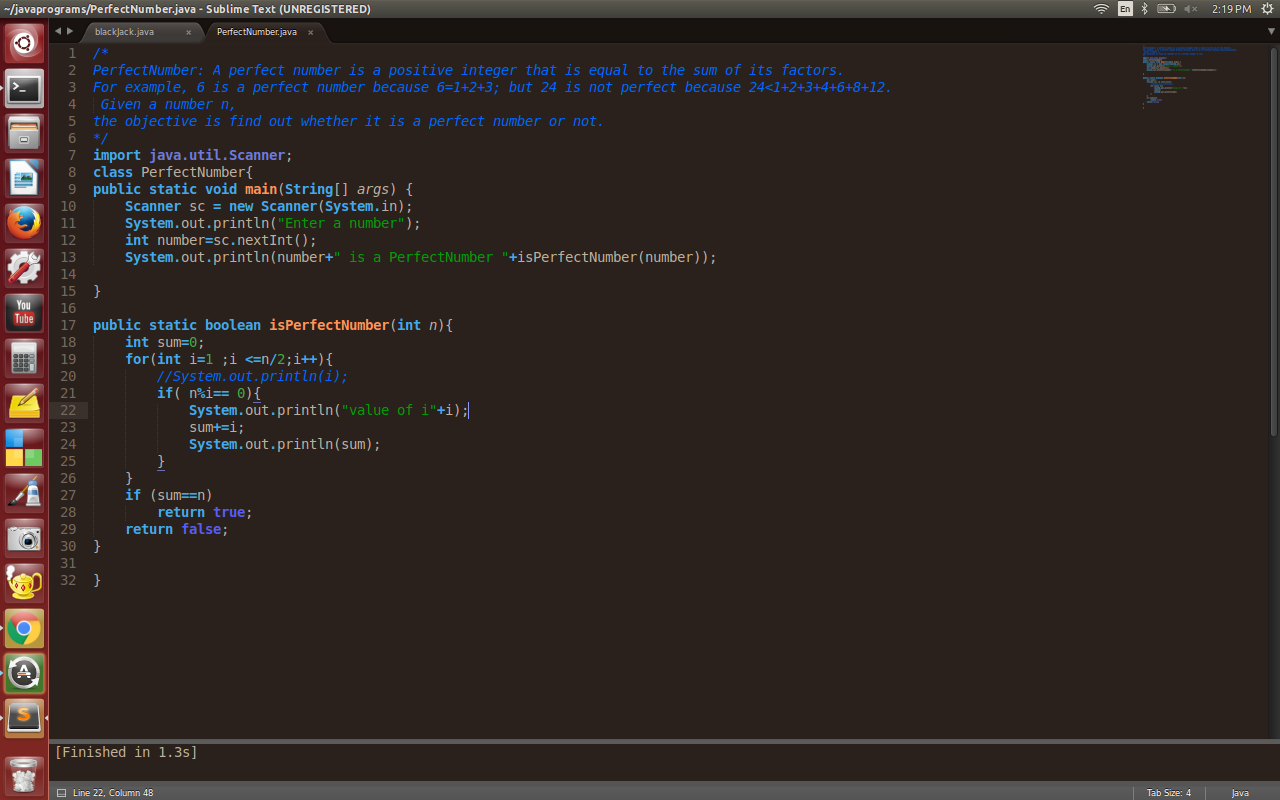 ~/javaprograms/PerfectNumber.java - Sublime Text (UNREGISTERED)
En
2:19 PM
blackJack.java ×
PerfectNumber.java ×
1 /*
2 PerfectNumber: A perfect number is a positive integer that is equal to the sum of its factors.
3 For example, 6 is a perfect number because 6=1+2+3; but 24 is not perfect because 24<1+2+3+4+6+8+12.
4  Given a number n,
5 the objective is find out whether it is a perfect number or not.
6 */
7 import java.util.Scanner;
8 class PerfectNumber{
9 public static void main(String[] args) {
10     Scanner sc = new Scanner(System.in);
11     System.out.println("Enter a number");
12     int number=sc.nextInt();
13     System.out.println(number+" is a PerfectNumber "+isPerfectNumber(number));
14
15 }
16
17 public static boolean isPerfectNumber(int n){
18     int sum=0;
19     for(int i=1 ;i <=n/2;i++){
20         //System.out.println(i);
21         if( n%i== 0){
22             System.out.println("value of i"+i);
23             sum+=i;
24             System.out.println(sum);
25         }
26     }
27     if (sum==n)
28         return true;
29     return false;
30 }
31
32 }
You
Tube
[Finished in 1.3s]
Line 22, Column 48
Tab Size: 4
Java